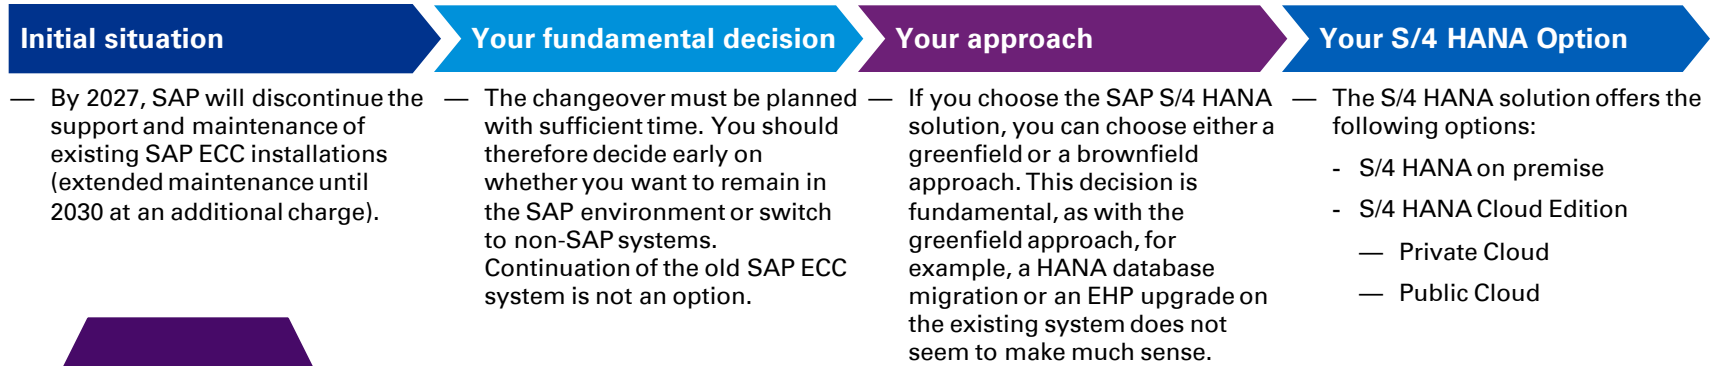 Initial situation
— By 2027, SAP will discontinue the
support and maintenance of
existing SAP ECC installations
(extended maintenance until
2030 at an additional charge).
Your fundamental decision
— The changeover must be planned
with sufficient time. You should
therefore decide early on
whether you want to remain in
the SAP environment or switch
to non-SAP systems.
Continuation of the old SAP ECC
system is not an option.
Your approach
— If you choose the SAP S/4 HANA
solution, you can choose either a
greenfield or a brownfield
approach. This decision is
fundamental, as with the
greenfield approach, for
example, a HANA database
migration or an EHP upgrade on
the existing system does not
seem to make much sense.
Your S/4 HANA Option
— The S/4 HANA solution offers the
following options:
- S/4 HANA on premise
- S/4 HANA Cloud Edition
— Private Cloud
— Public Cloud